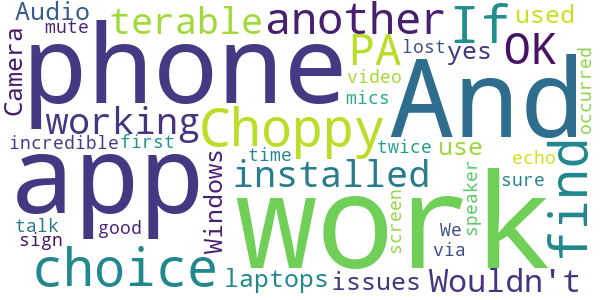 Audio
mute
terable
another
If
used
Camera
phone
PA
yes
lost
OK
video
mics
And
occurred
working
Choppy
incredible
first
time
twice
use
echo
app
Windows
installed
work
screen
speaker
sure
find
talk
sign
good
We
via
choice
laptops
issues
Wouldn't